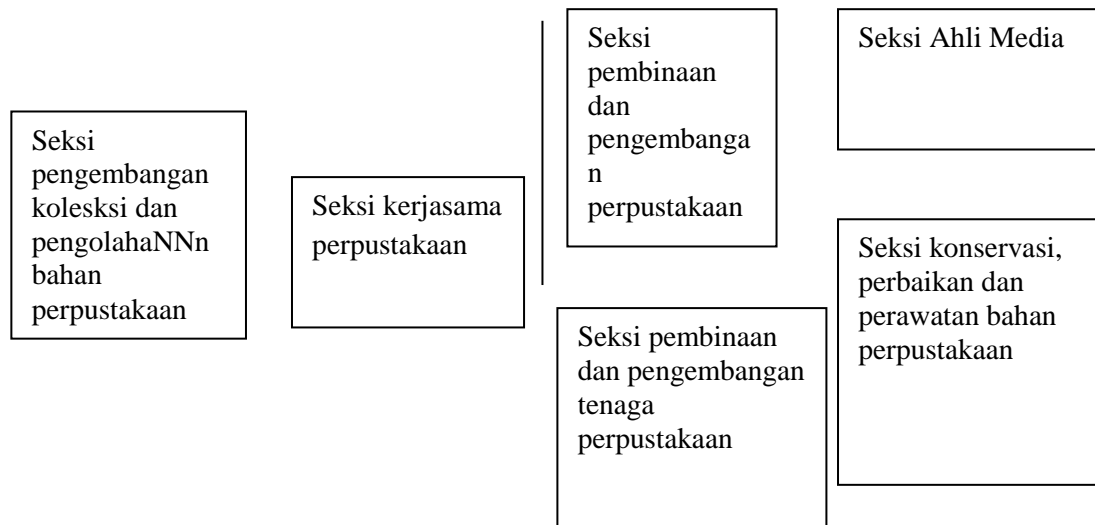 Seksi
pengembangan
kolesksi dan
pengolahaNNn
bahan
perpustakaan
Seksi kerjasama
perpustakaan
Seksi
pembinaan
dan
pengembanga
n
perpustakaan
Seksi pembinaan
dan pengembangan
tenaga
perpustakaan
Seksi Ahli Media
Seksi konservasi,
perbaikan dan
perawatan bahan
perpustakaan